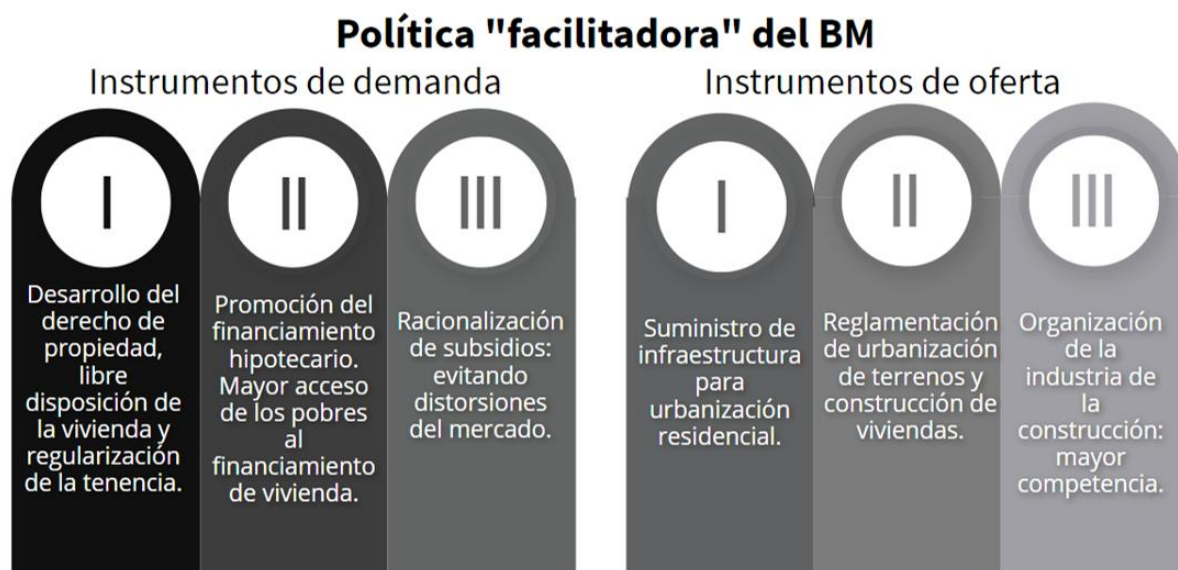 Política "facilitadora" del BM
Instrumentos de demanda
I
Desarrollo del
derecho de
propiedad,
libre
disposición de
la vivienda y
regularización
de la tenencia.
II
Promoción del
financiamiento
hipotecario.
Mayor acceso
de los pobres
al
financiamiento
de vivienda.
III
Racionalización
de subsidios:
evitando
distorsiones
del mercado.
Instrumentos de oferta
I
Suministro de
infraestructura
para
urbanización
residencial.
II
Reglamentación
de urbanización
de terrenos y
construcción de
viviendas.
III
Organización
de la
industria de
la
construcción:
mayor
competencia.